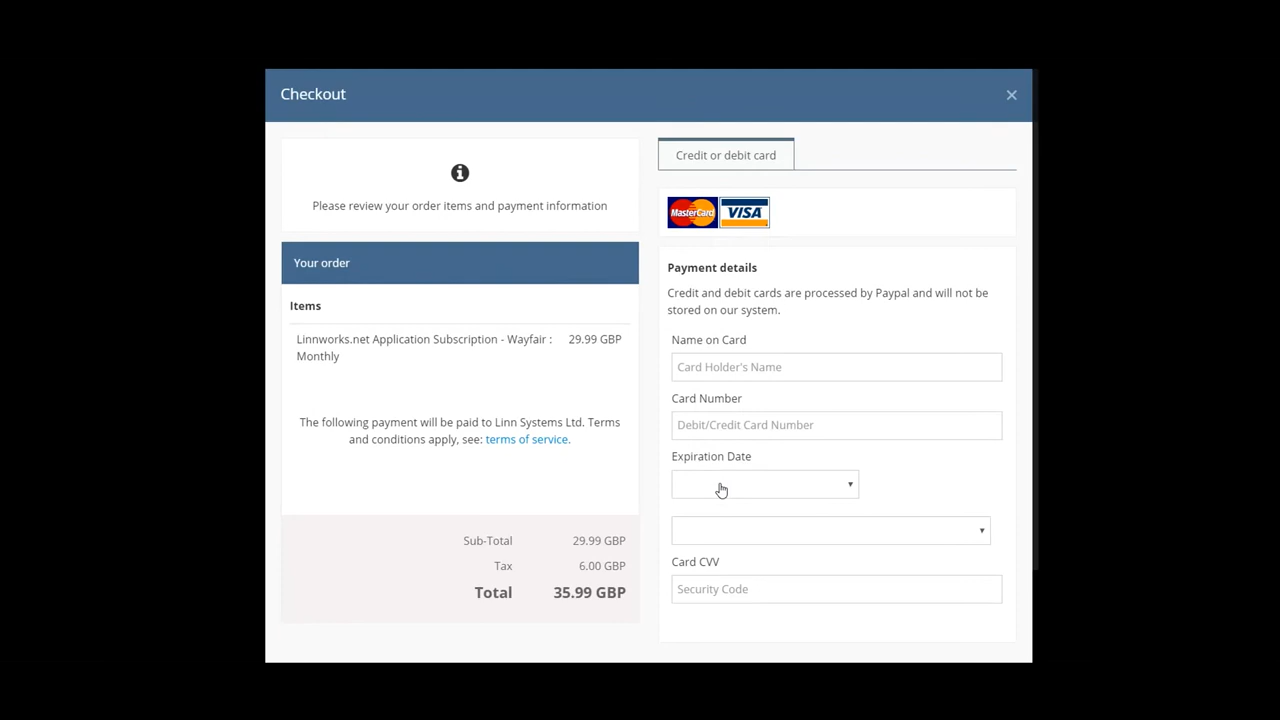 Checkout
×
Please review your order items and payment information
Your order
Items
Linnworks.net Application Subscription - Wayfair : 29.99 GBP
Monthly
The following payment will be paid to Linn Systems Ltd. Terms
and conditions apply, see: terms of service.
Sub-Total 29.99 GBP
Tax 6.00 GBP
Total 35.99 GBP
Credit or debit card
MasterCard VISA
Payment details
Credit and debit cards are processed by Paypal and will not be
stored on our system.
Name on Card
Card Holder's Name
Card Number
Debit/Credit Card Number
Expiration Date
Card CVV
Security Code